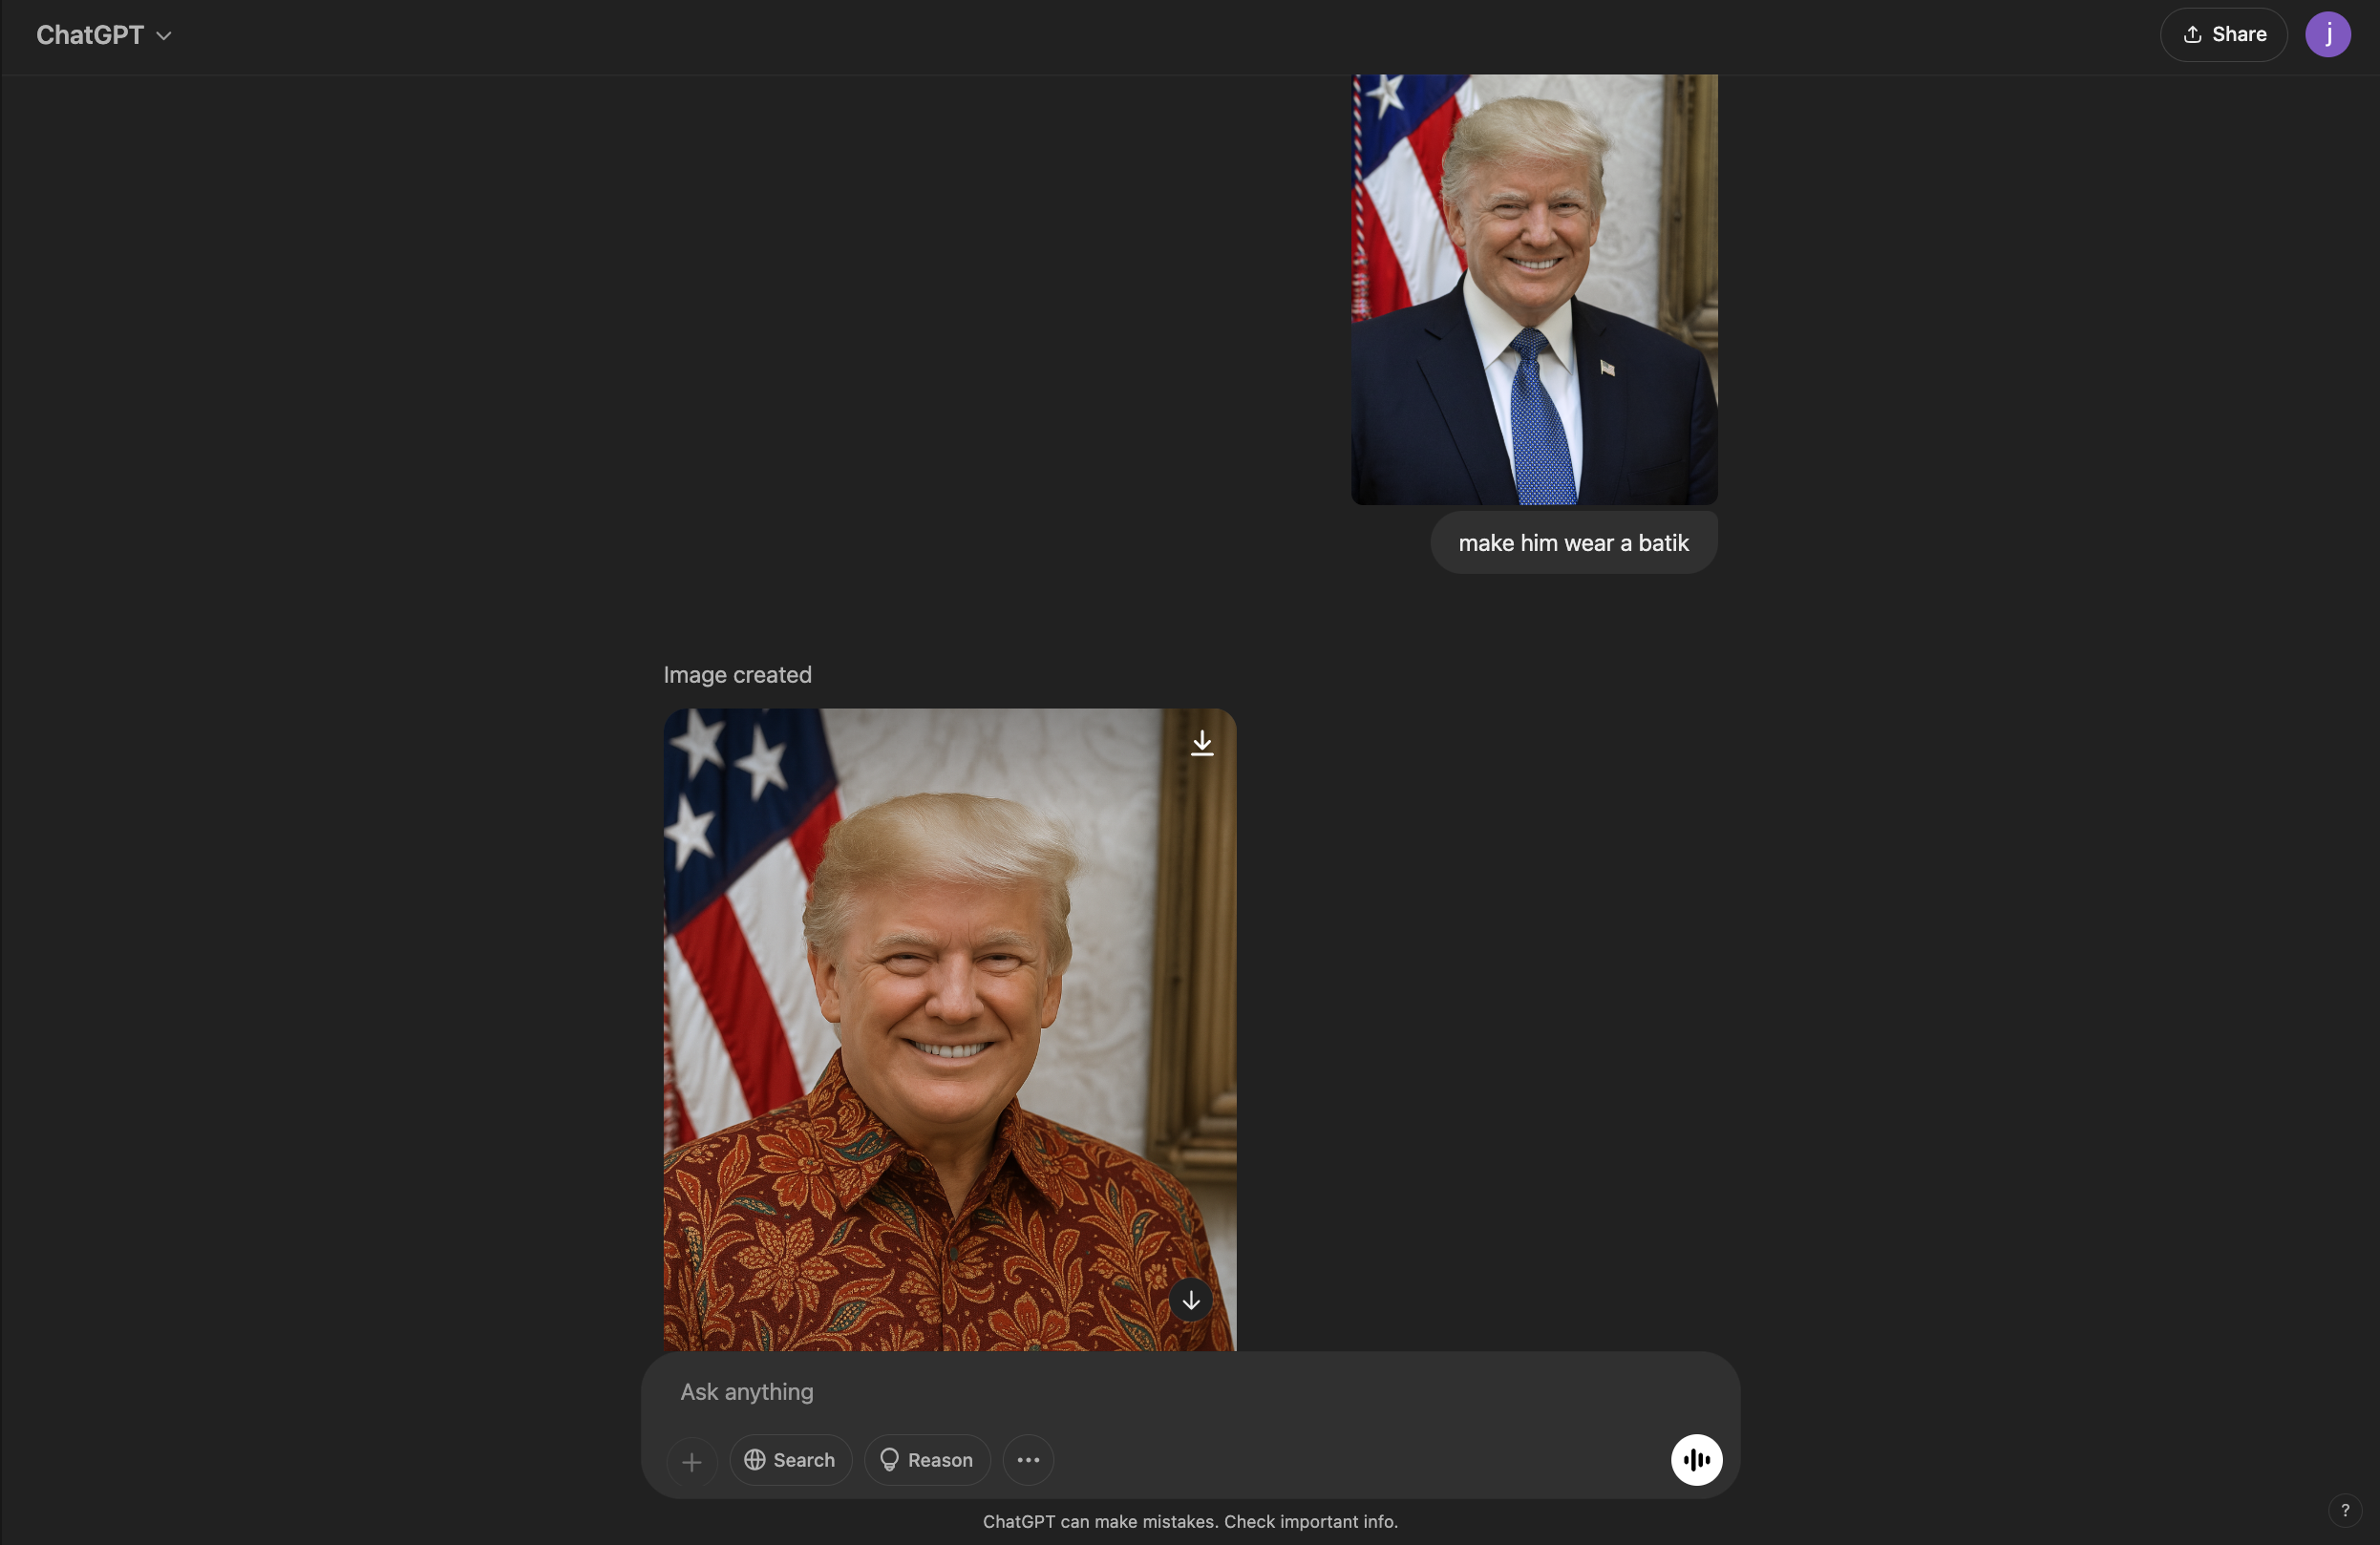 ChatGPT
Share
j
make him wear a batik
Image created
Ask anything
Search
Reason
ChatGPT can make mistakes. Check important info.
?